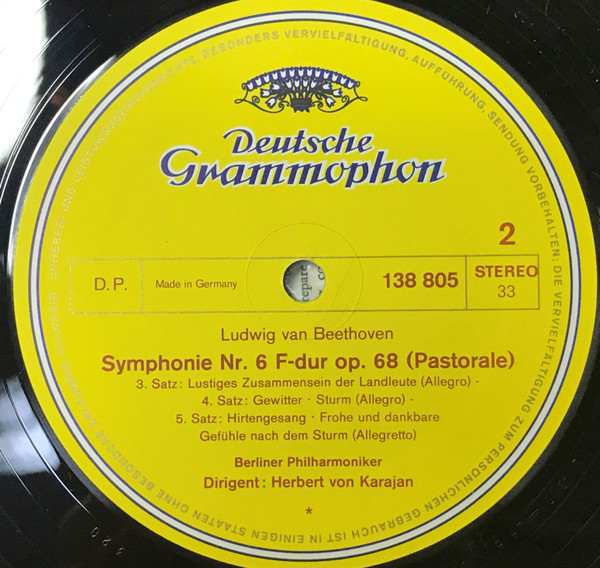 BESONDERS VERVIELFÄLTIGUNG, AUFFÜHRUNG, SENDUNG VORBEHALTEN; DIE VERVIELFÄLTIGUNG ZUM PERSÖNLICHEN GEBRAUCH IST IN EINIGEN STAATEN OHNE BESONDERE
Deutsche
Grammophon
2
D.P. Made in Germany 138 805 STEREO
33
Ludwig van Beethoven
Symphonie Nr. 6 F-dur op. 68 (Pastorale)
3. Satz: Lustiges Zusammensein der Landleute (Allegro) -
4. Satz: Gewitter · Sturm (Allegro) -
5. Satz: Hirtengesang · Frohe und dankbare
Gefühle nach dem Sturm (Allegretto)
Berliner Philharmoniker
Dirigent: Herbert von Karajan
*